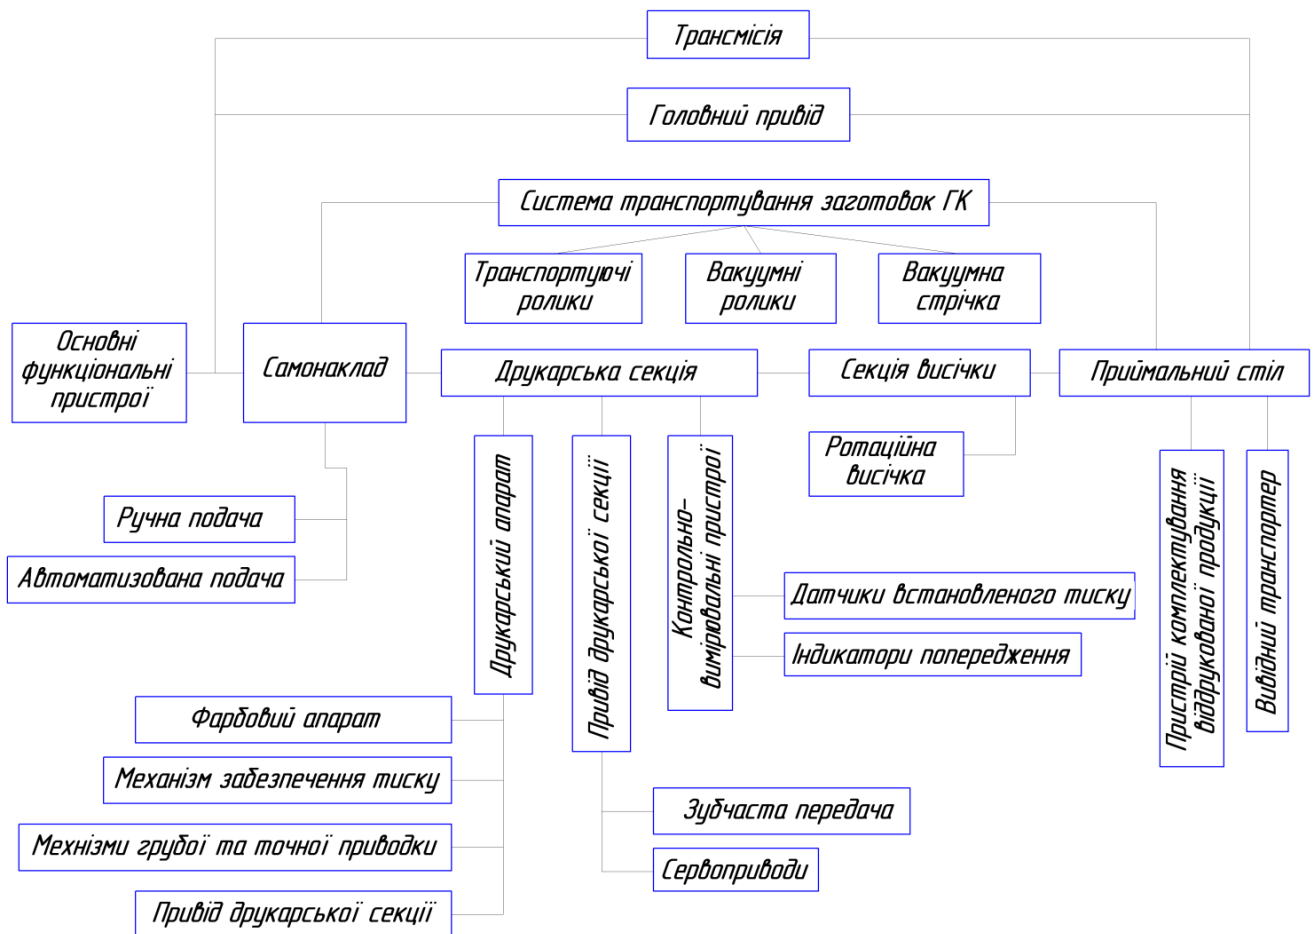 Трансмісія
Головний привід
Система транспортування заготовок ГК
Транспортуючі
ролики
Вакуумні
ролики
Вакуумна
стрічка
Основні
функціональні
пристрої
Самонаклад
Друкарська секція
Секція висічки
Приймальний стіл
Ротаційна
висічка
Ручна подача
Автоматизована подача
Друкарський апарат
Привід друкарської секції
Контрольно-
вимірювальні пристрої
Датчики встановленого тиску
Індикатори попередження
Пристрій комплектування
віддрукованої продукції
Вивідний транспортер
Фарбовий апарат
Механізм забезпечення тиску
Мехнізми грубої та точної приводки
Привід друкарської секції
Зубчаста передача
Сервоприводи